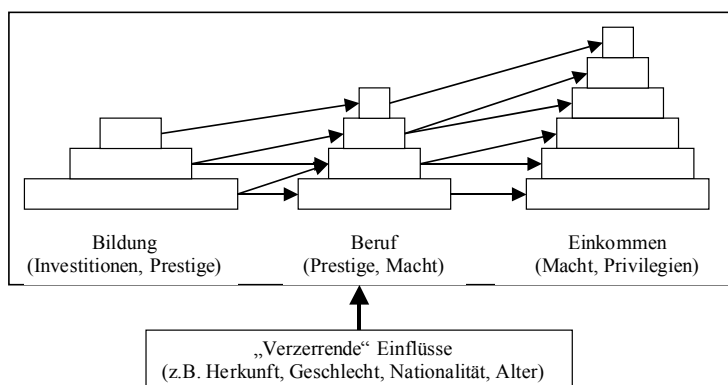 Bildung
(Investitionen, Prestige)
Beruf
(Prestige, Macht)
Einkommen
(Macht, Privilegien)
„Verzerrende“ Einflüsse
(z.B. Herkunft, Geschlecht, Nationalität, Alter)